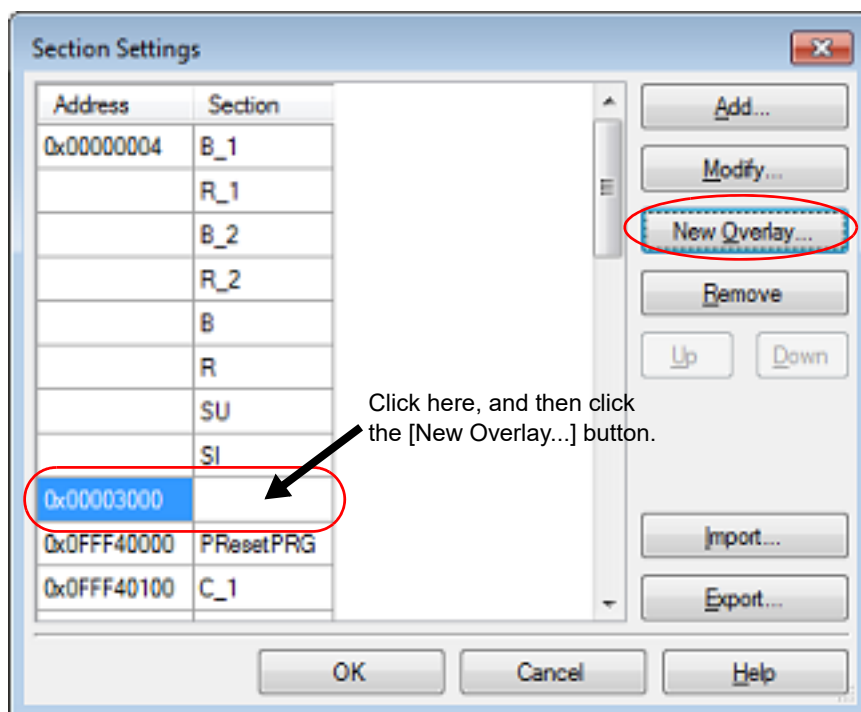 Section Settings
Address Section
Add...
0x00000004 B_1
Modify...
R_1
B_2
New Overlay...
R_2
Remove
B
Up Down
R
Click here, and then click
SU
the [New Overlay...] button.
SI
0x00003000
Import...
0x0FFF40000 PResetPRG
0x0FFF40100 C_1
Export...
OK Cancel Help